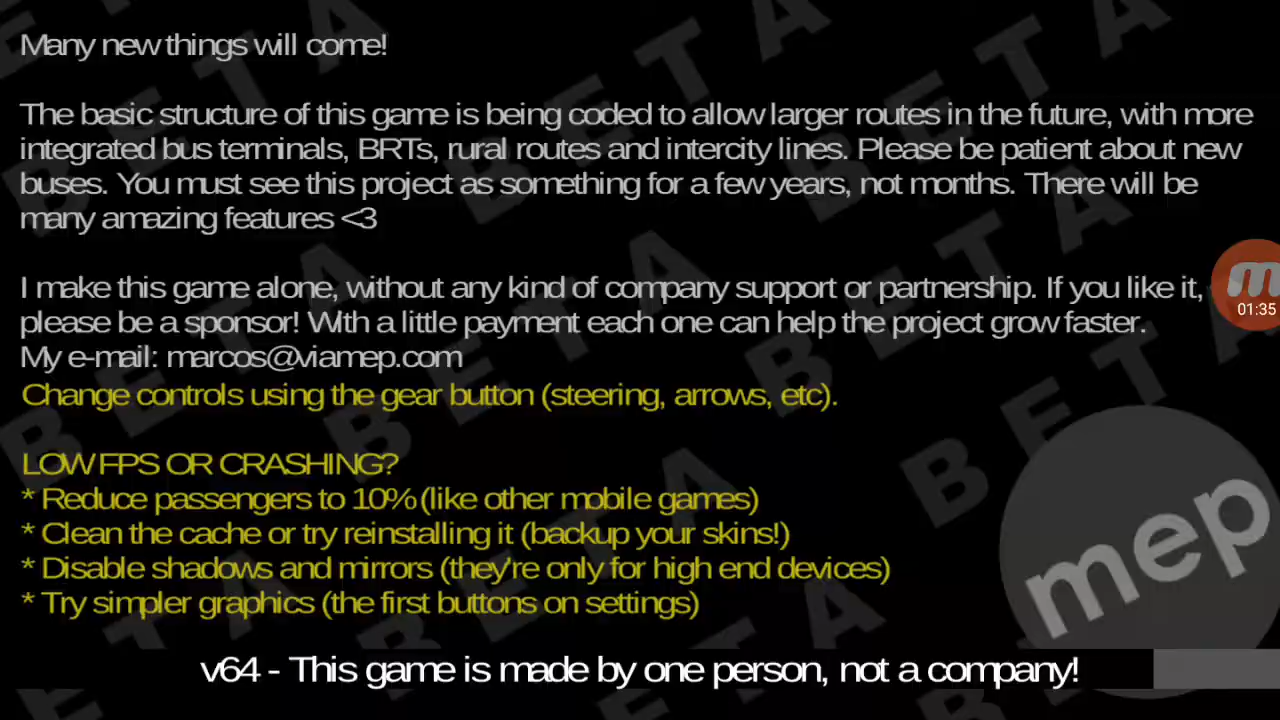 Many new things will come!
The basic structure of this game is being coded to allow larger routes in the future, with more
integrated bus terminals, BRTs, rural routes and intercity lines. Please be patient about new
buses. You must see this project as something for a few years, not months. There will be
many amazing features <3
I make this game alone, without any kind of company support or partnership. If you like it,
please be a sponsor! With a little payment each one can help the project grow faster.
My e-mail: marcos@viamep.com
Change controls using the gear button (steering, arrows, etc).
LOW FPS OR CRASHING?
* Reduce passengers to 10% (like other mobile games)
* Clean the cache or try reinstalling it (backup your skins!)
* Disable shadows and mirrors (they're only for high end devices)
* Try simpler graphics (the first buttons on settings)
v64 - This game is made by one person, not a company!
01:35
mep
BETA